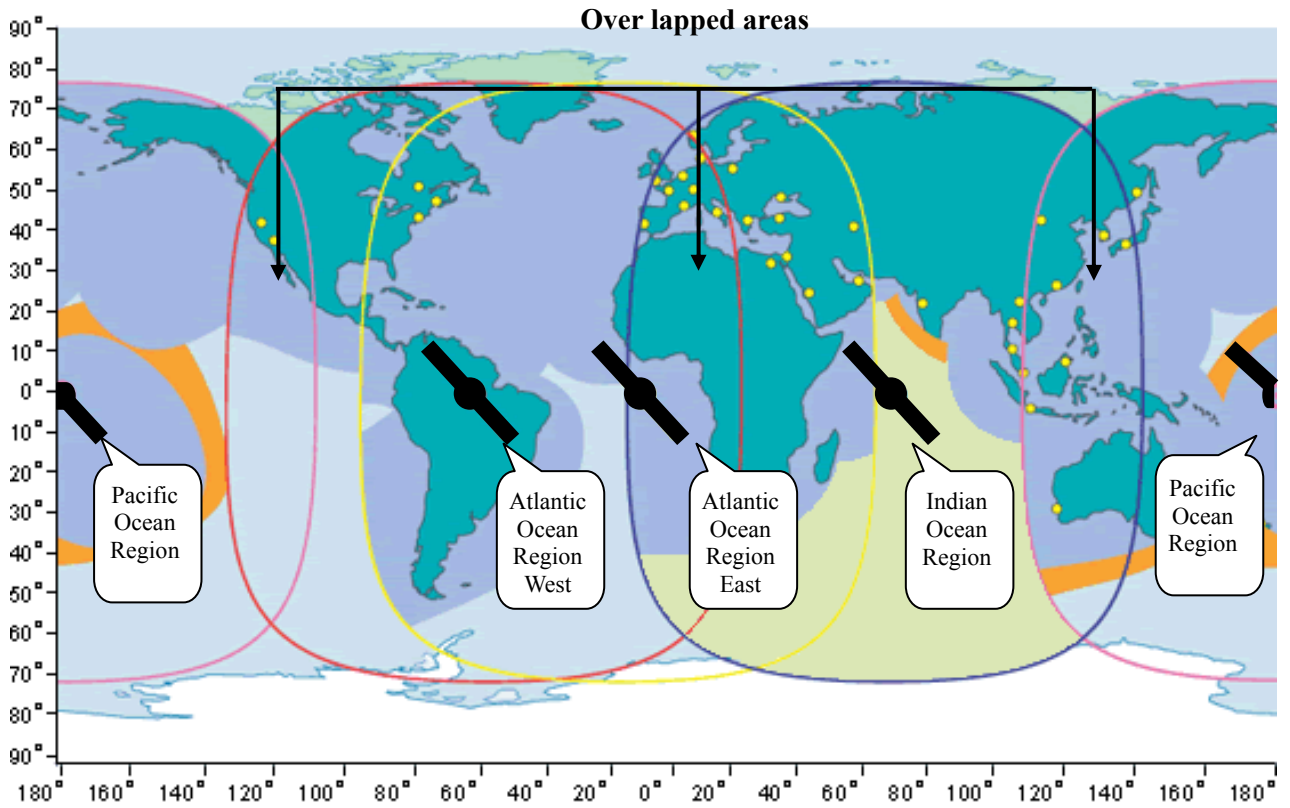 Over lapped areas
90°
80°
70°
60°
50°
40°
30°
20°
10°
0°
10°
20°
30°
40°
50°
60°
70°
80°
90°
Pacific
Ocean
Region
Atlantic
Ocean
Region
West
Atlantic
Ocean
Region
East
Indian
Ocean
Region
Pacific
Ocean
Region
180° 160° 140° 120° 100° 80° 60° 40° 20° 0° 20° 40° 60° 80° 100° 120° 140° 160° 180°